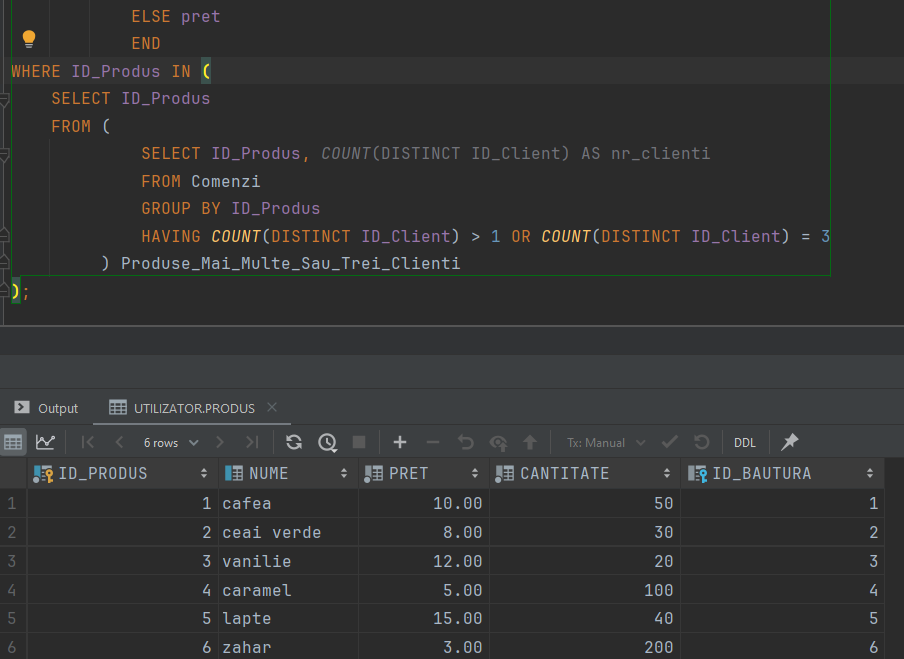 ELSE pret
END
WHERE ID_Produs IN (
SELECT ID_Produs
FROM (
SELECT ID_Produs, COUNT(DISTINCT ID_Client) AS nr_clienti
FROM Comenzi
GROUP BY ID_Produs
HAVING COUNT(DISTINCT ID_Client) > 1 OR COUNT(DISTINCT ID_Client) = 3
) Produse_Mai_Multe_Sau_Trei_Clienti
);
Output UTILIZATOR.PRODUS
6 rows Tx: Manual DDL
ID_PRODUS NUME PRET CANTITATE ID_BAUTURA
1 1 cafea 10.00 50 1
2 2 ceai verde 8.00 30 2
3 3 vanilie 12.00 20 3
4 4 caramel 5.00 100 4
5 5 lapte 15.00 40 5
6 6 zahar 3.00 200 6